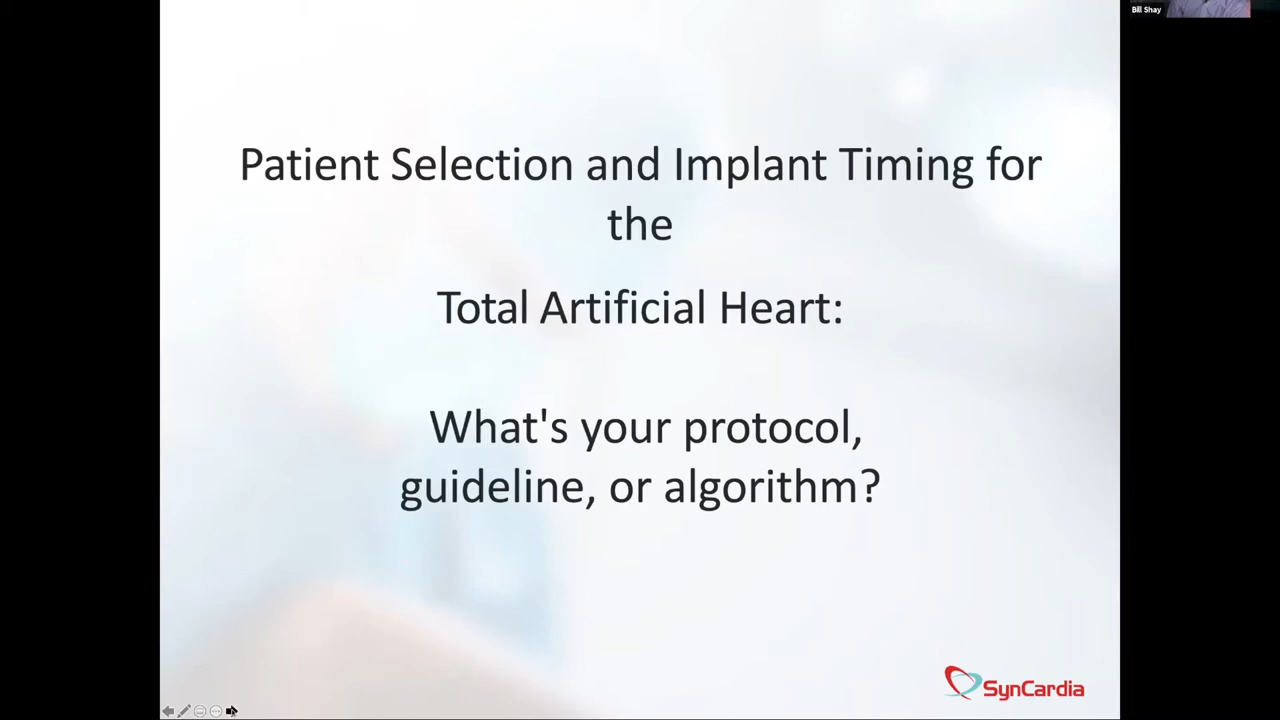 Bill Shay
Patient Selection and Implant Timing for
the
Total Artificial Heart:
What's your protocol,
guideline, or algorithm?
SynCardia